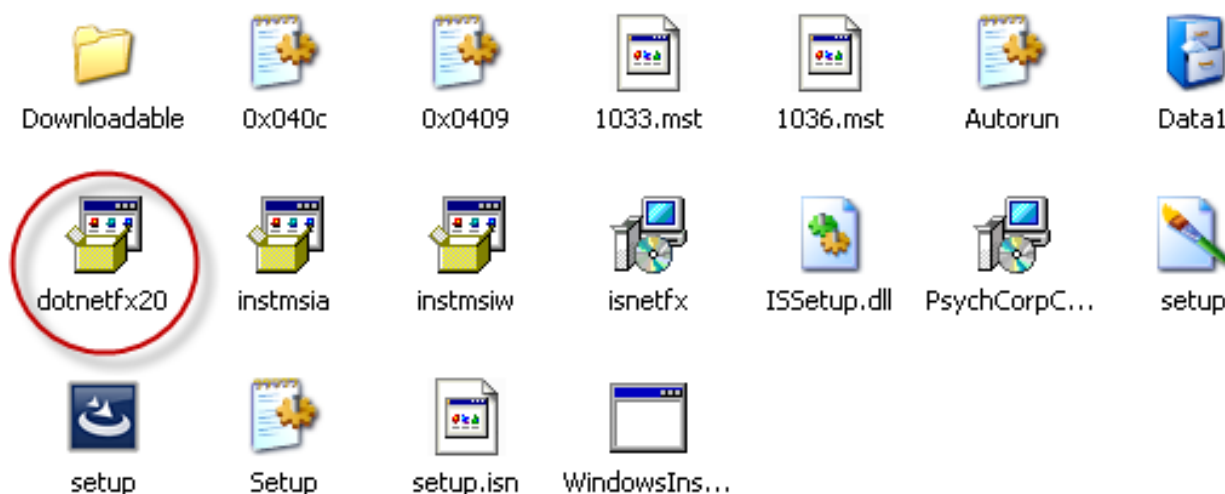 Downloadable 0x040c 0x0409 1033.mst 1036.mst Autorun Data1
dotnetfx20 instmsia instmsiw isnetfx ISSetup.dll PsychCorpC... setup
setup Setup setup.isn WindowsIns...